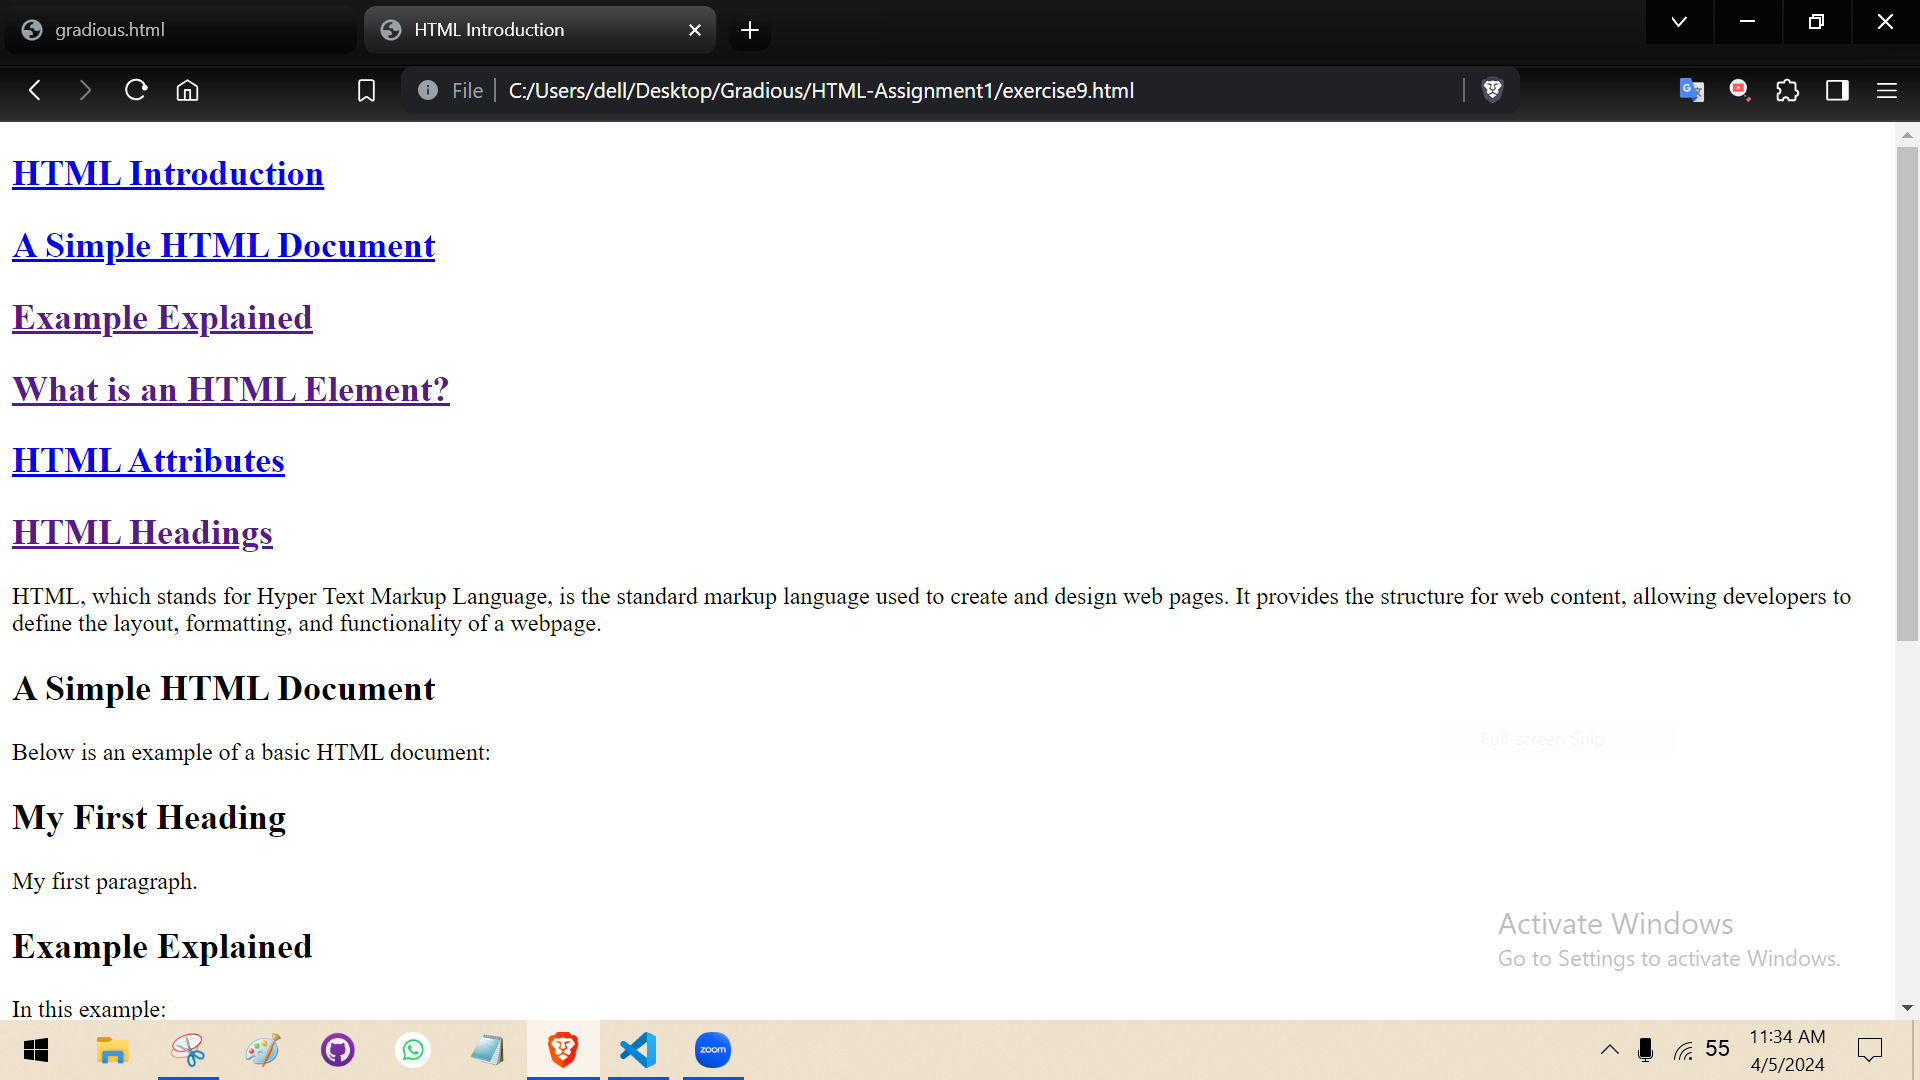 gradious.html
HTML Introduction
File
C:/Users/dell/Desktop/Gradious/HTML-Assignment1/exercise9.html
HTML Introduction
A Simple HTML Document
Example Explained
What is an HTML Element?
HTML Attributes
HTML Headings
HTML, which stands for Hyper Text Markup Language, is the standard markup language used to create and design web pages. It provides the structure for web content, allowing developers to
define the layout, formatting, and functionality of a webpage.
A Simple HTML Document
Full-screen Snip
Below is an example of a basic HTML document:
My First Heading
My first paragraph.
Activate Windows
Go to Settings to activate Windows.
Example Explained
In this example:
zoom
55
11:34 AM
4/5/2024